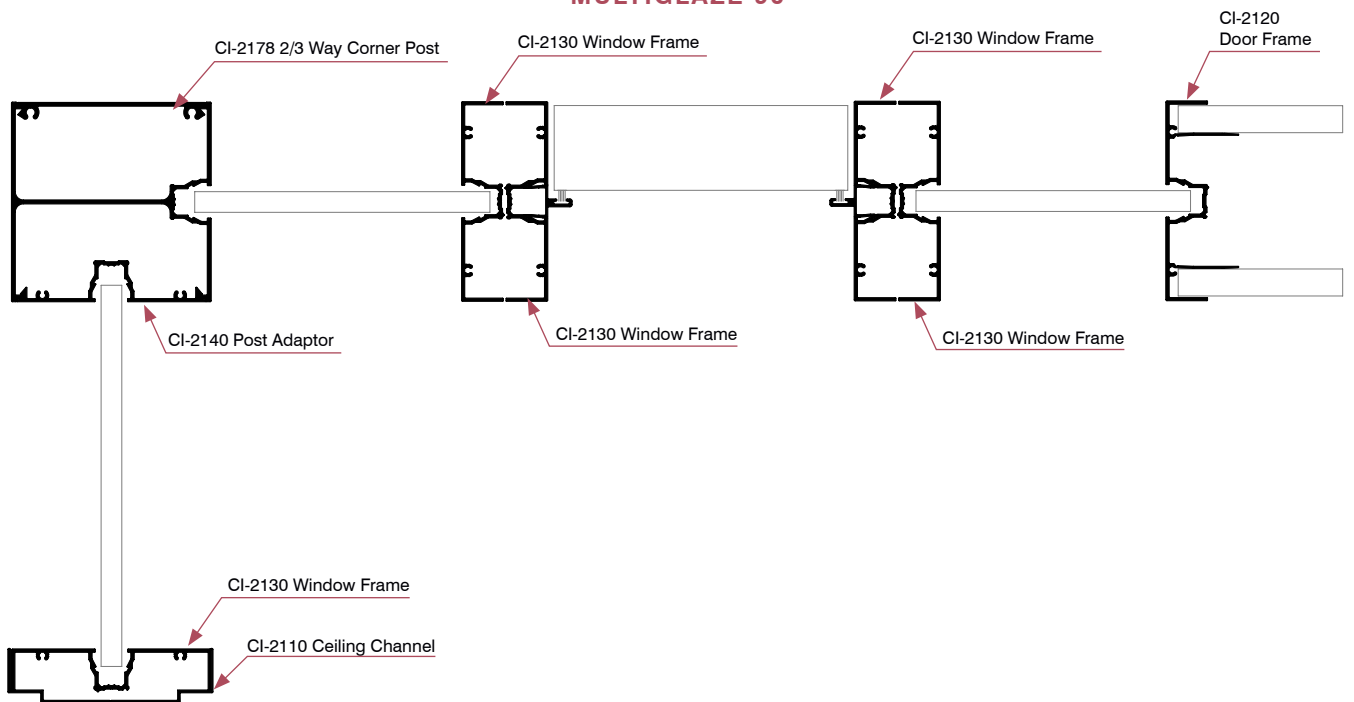 CI-2120
Door Frame
CI-2178 2/3 Way Corner Post
CI-2130 Window Frame
CI-2130 Window Frame
CI-2140 Post Adaptor
CI-2130 Window Frame
CI-2130 Window Frame
CI-2130 Window Frame
CI-2110 Ceiling Channel